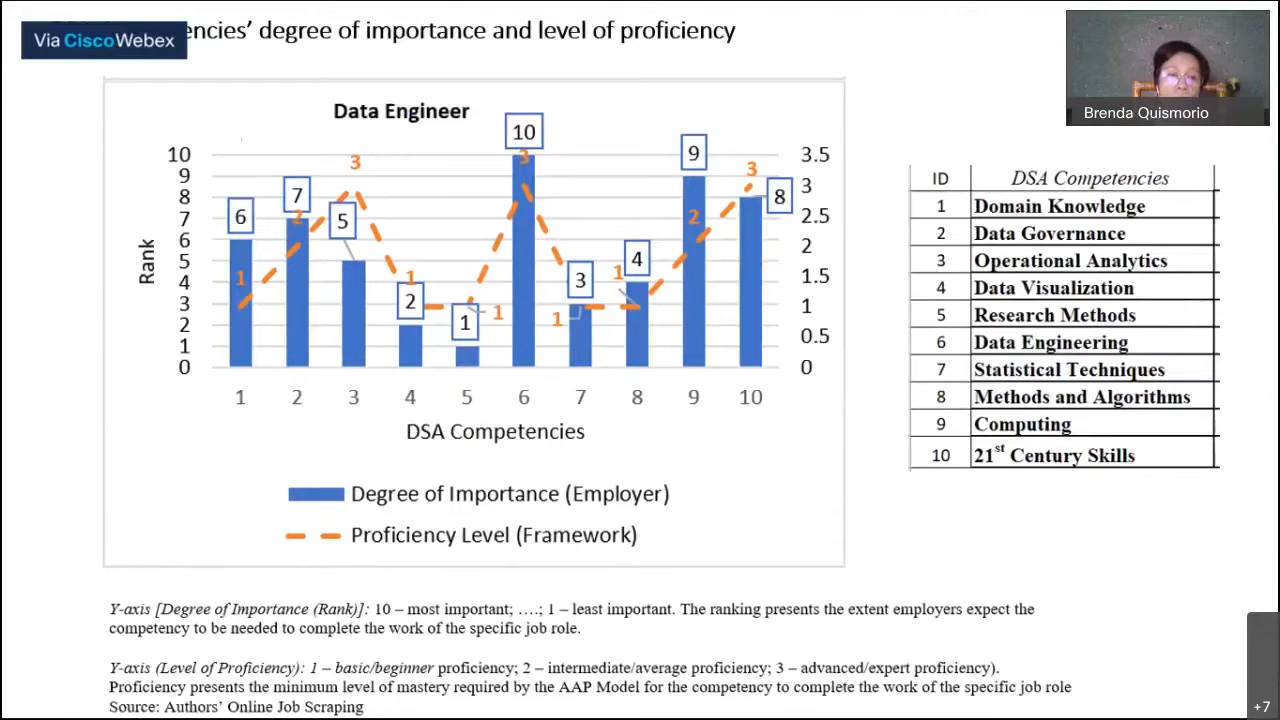 encies’ degree of importance and level of proficiency
Via CiscoWebex
Brenda Quismorio
Data Engineer
Rank
10
9
8
7
6
5
4
3
2
1
0
6
7
5
2
1
10
3
4
9
8
1
2
3
1
1
3
1
1
2
3
3.5
3
2.5
2
1.5
1
0.5
0
1 2 3 4 5 6 7 8 9 10
DSA Competencies
Degree of Importance (Employer)
Proficiency Level (Framework)
ID DSA Competencies
1 Domain Knowledge
2 Data Governance
3 Operational Analytics
4 Data Visualization
5 Research Methods
6 Data Engineering
7 Statistical Techniques
8 Methods and Algorithms
9 Computing
10 21st Century Skills
Y-axis [Degree of Importance (Rank)]: 10 – most important; ….; 1 – least important. The ranking presents the extent employers expect the
competency to be needed to complete the work of the specific job role.
Y-axis (Level of Proficiency): 1 – basic/beginner proficiency; 2 – intermediate/average proficiency; 3 – advanced/expert proficiency).
Proficiency presents the minimum level of mastery required by the AAP Model for the competency to complete the work of the specific job role
Source: Authors’ Online Job Scraping
+7